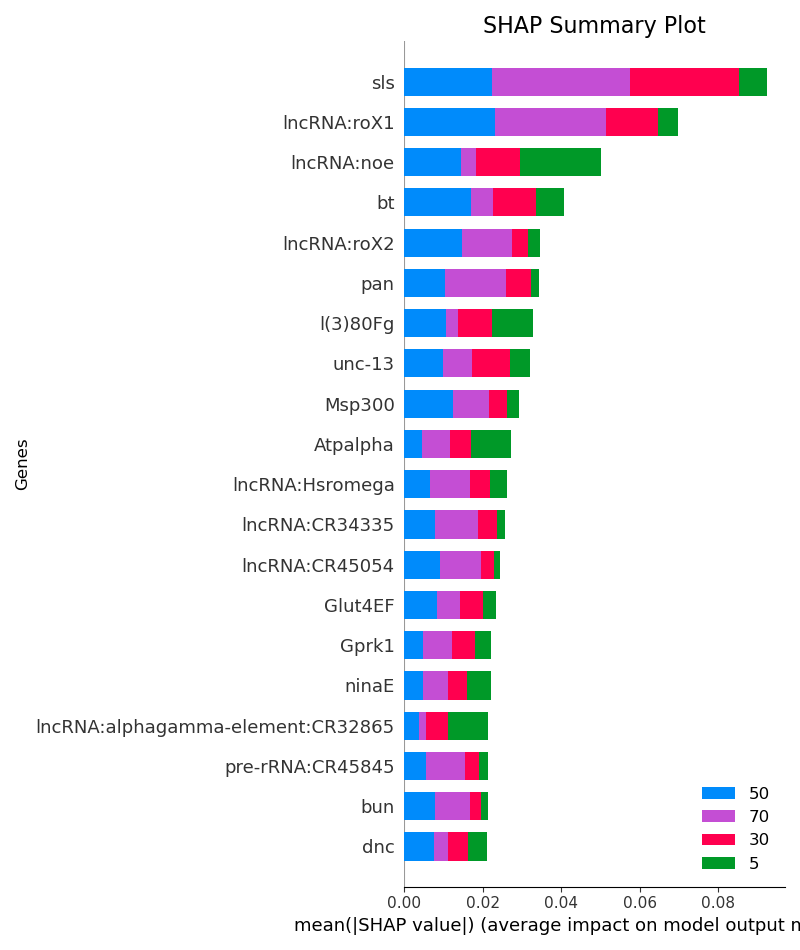 SHAP Summary Plot
sls
lncRNA:roX1
lncRNA:noe
bt
lncRNA:roX2
pan
l(3)80Fg
unc-13
Msp300
Atpalpha
lncRNA:Hsromega
lncRNA:CR34335
lncRNA:CR45054
Glut4EF
Gprk1
ninaE
lncRNA:alphagamma-element:CR32865
pre-rRNA:CR45845
bun
dnc
Genes
50
70
30
5
0.00 0.02 0.04 0.06 0.08
mean(|SHAP value|) (average impact on model output n